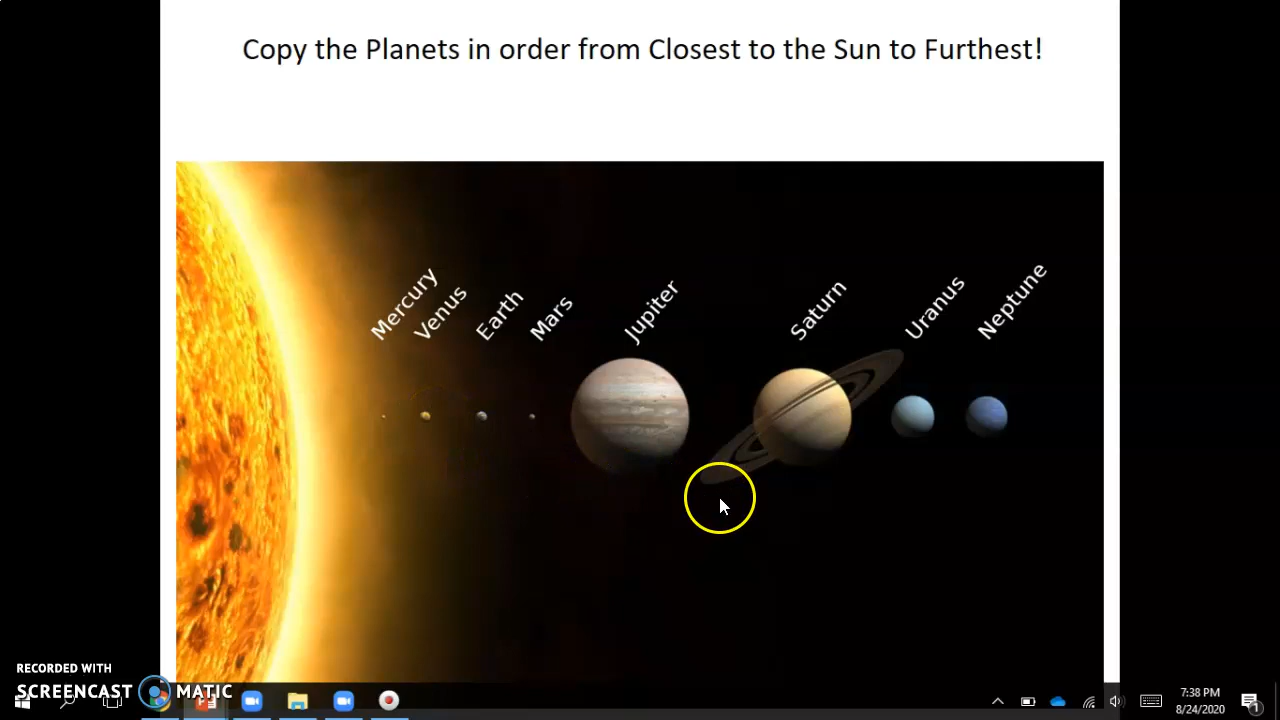 Copy the Planets in order from Closest to the Sun to Furthest!
Mercury
Venus
Earth
Mars
Jupiter
Saturn
Uranus
Neptune
RECORDED WITH
SCREENCAST MATIC
7:38 PM
8/24/2020
1